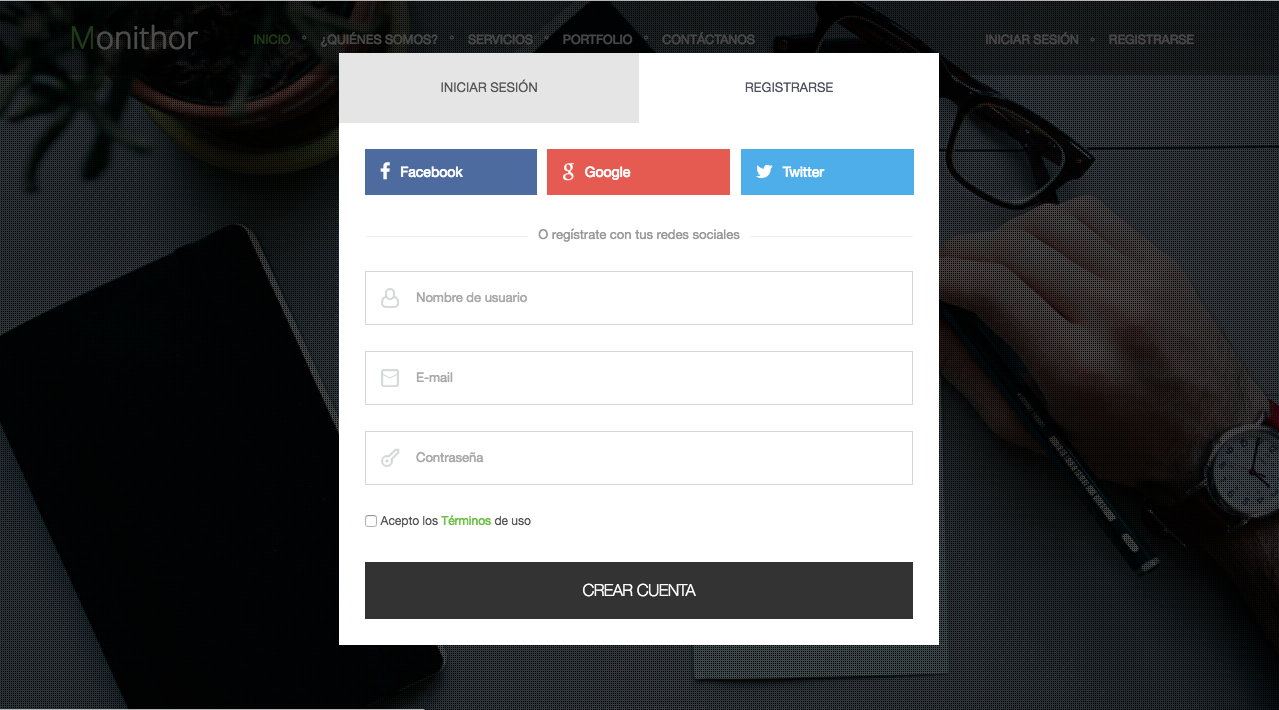 Monithor
INICIO
¿QUIÉNES SOMOS?
SERVICIOS
PORTFOLIO
CONTÁCTANOS
INICIAR SESIÓN
REGISTRARSE
INICIAR SESIÓN
REGISTRARSE
Facebook
Google
Twitter
O regístrate con tus redes sociales
Nombre de usuario
E-mail
Contraseña
Acepto los Términos de uso
CREAR CUENTA